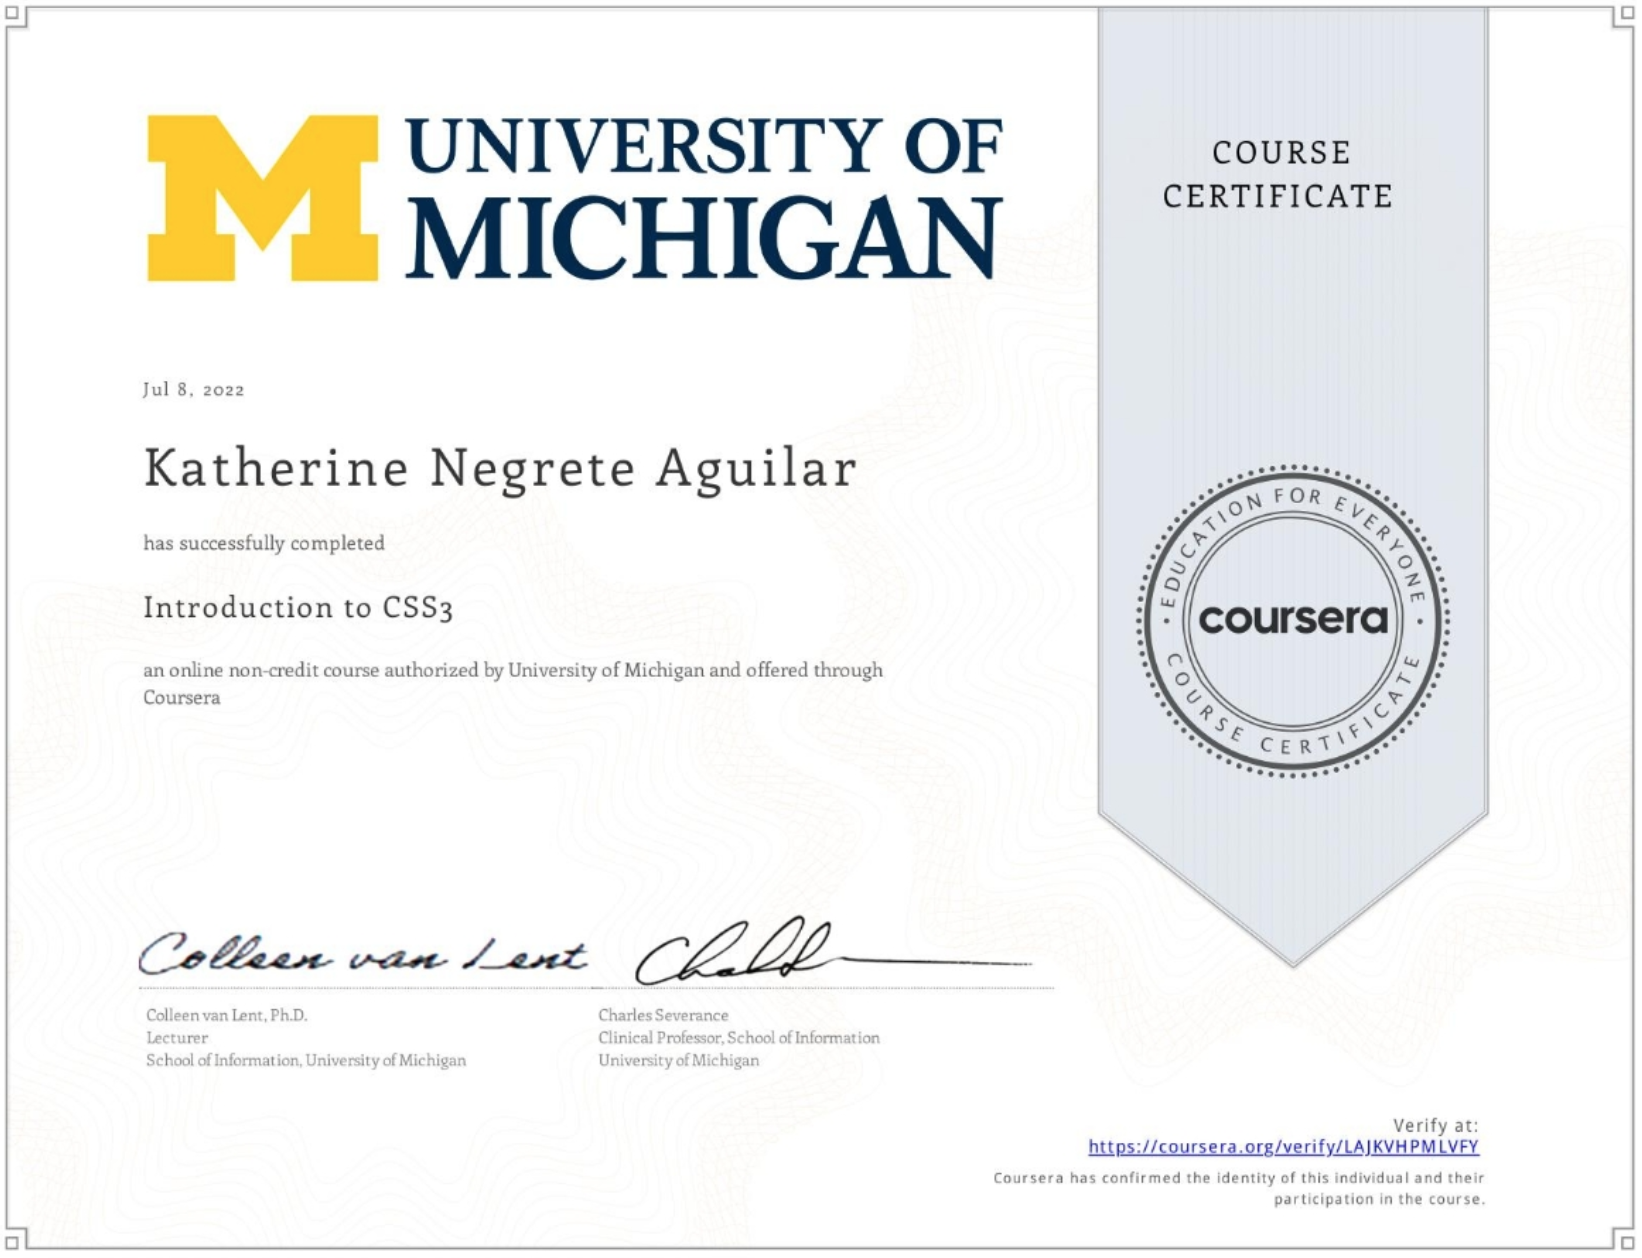 UNIVERSITY OF
MICHIGAN
COURSE
CERTIFICATE
Jul 8, 2022
Katherine Negrete Aguilar
has successfully completed
Introduction to CSS3
an online non-credit course authorized by University of Michigan and offered through
Coursera
EDUCATION FOR EVERYONE
coursera
COURSE CERTIFICATE
Colleen van Lent
Colleen van Lent, Ph.D.
Lecturer
School of Information, University of Michigan
Charles Severance
Clinical Professor, School of Information
University of Michigan
Verify at:
https://coursera.org/verify/LAJKVHPMLVFY
Coursera has confirmed the identity of this individual and their
participation in the course.